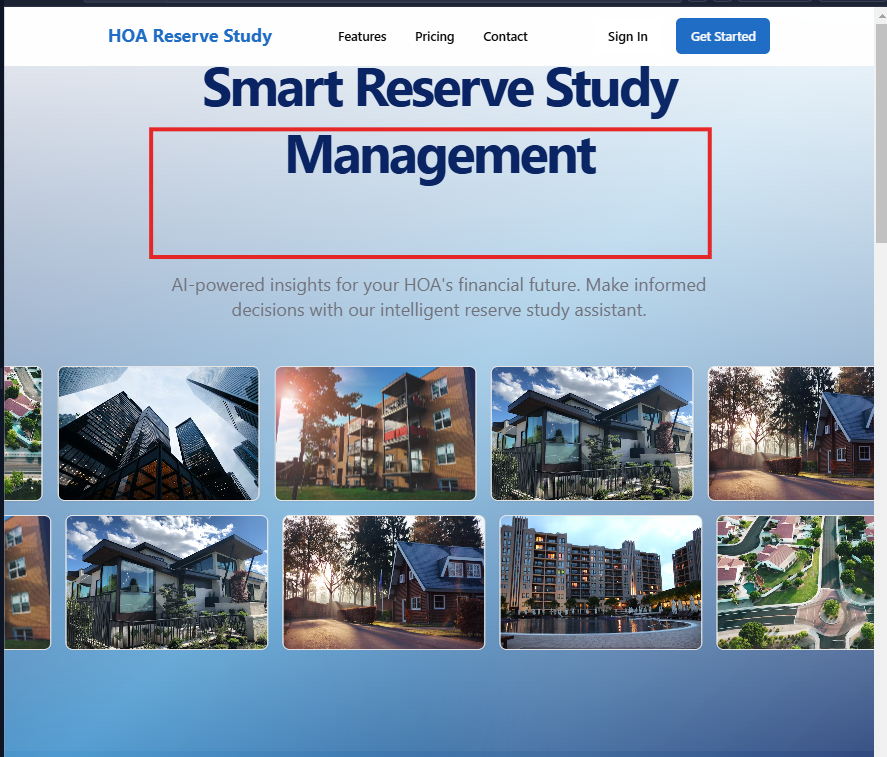 HOA Reserve Study Features Pricing Contact Sign In Get Started
Smart Reserve Study
Management
AI-powered insights for your HOA's financial future. Make informed
decisions with our intelligent reserve study assistant.